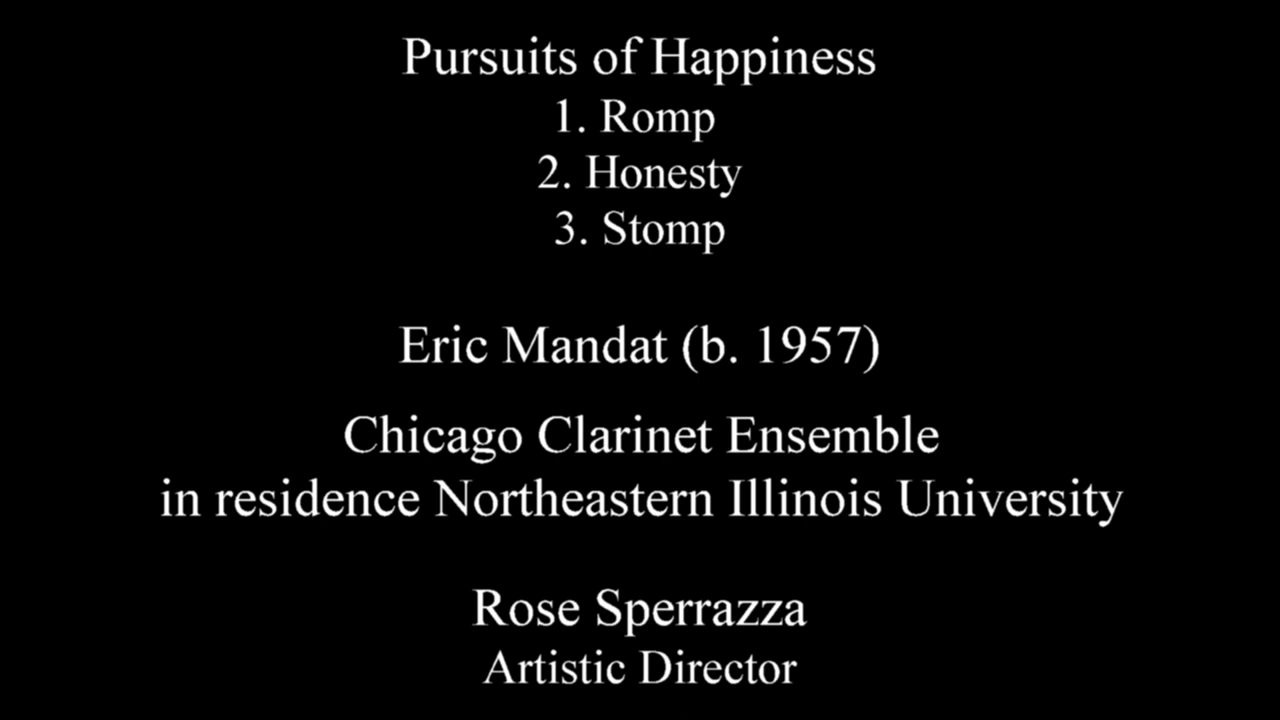 Pursuits of Happiness
1. Romp
2. Honesty
3. Stomp
Eric Mandat (b. 1957)
Chicago Clarinet Ensemble
in residence Northeastern Illinois University
Rose Sperrazza
Artistic Director